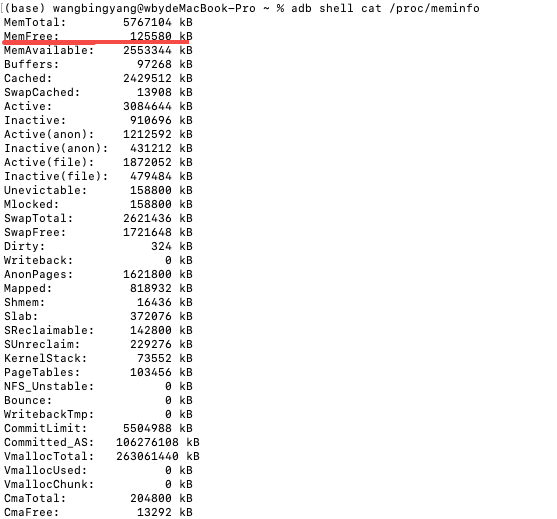 (base) wangbingyang@wbydeMacBook-Pro ~ % adb shell cat /proc/meminfo
MemTotal: 5767104 kB
MemFree: 125580 kB
MemAvailable: 2553344 kB
Buffers: 97268 kB
Cached: 2429512 kB
SwapCached: 13908 kB
Active: 3084644 kB
Inactive: 910696 kB
Active(anon): 1212592 kB
Inactive(anon): 431212 kB
Active(file): 1872052 kB
Inactive(file): 479484 kB
Unevictable: 158800 kB
Mlocked: 158800 kB
SwapTotal: 2621436 kB
SwapFree: 1721648 kB
Dirty: 324 kB
Writeback: 0 kB
AnonPages: 1621800 kB
Mapped: 818932 kB
Shmem: 16436 kB
Slab: 372076 kB
SReclaimable: 142800 kB
SUnreclaim: 229276 kB
KernelStack: 73552 kB
PageTables: 103456 kB
NFS_Unstable: 0 kB
Bounce: 0 kB
WritebackTmp: 0 kB
CommitLimit: 5504988 kB
Committed_AS: 106276108 kB
VmallocTotal: 263061440 kB
VmallocUsed: 0 kB
VmallocChunk: 0 kB
CmaTotal: 204800 kB
CmaFree: 13292 kB